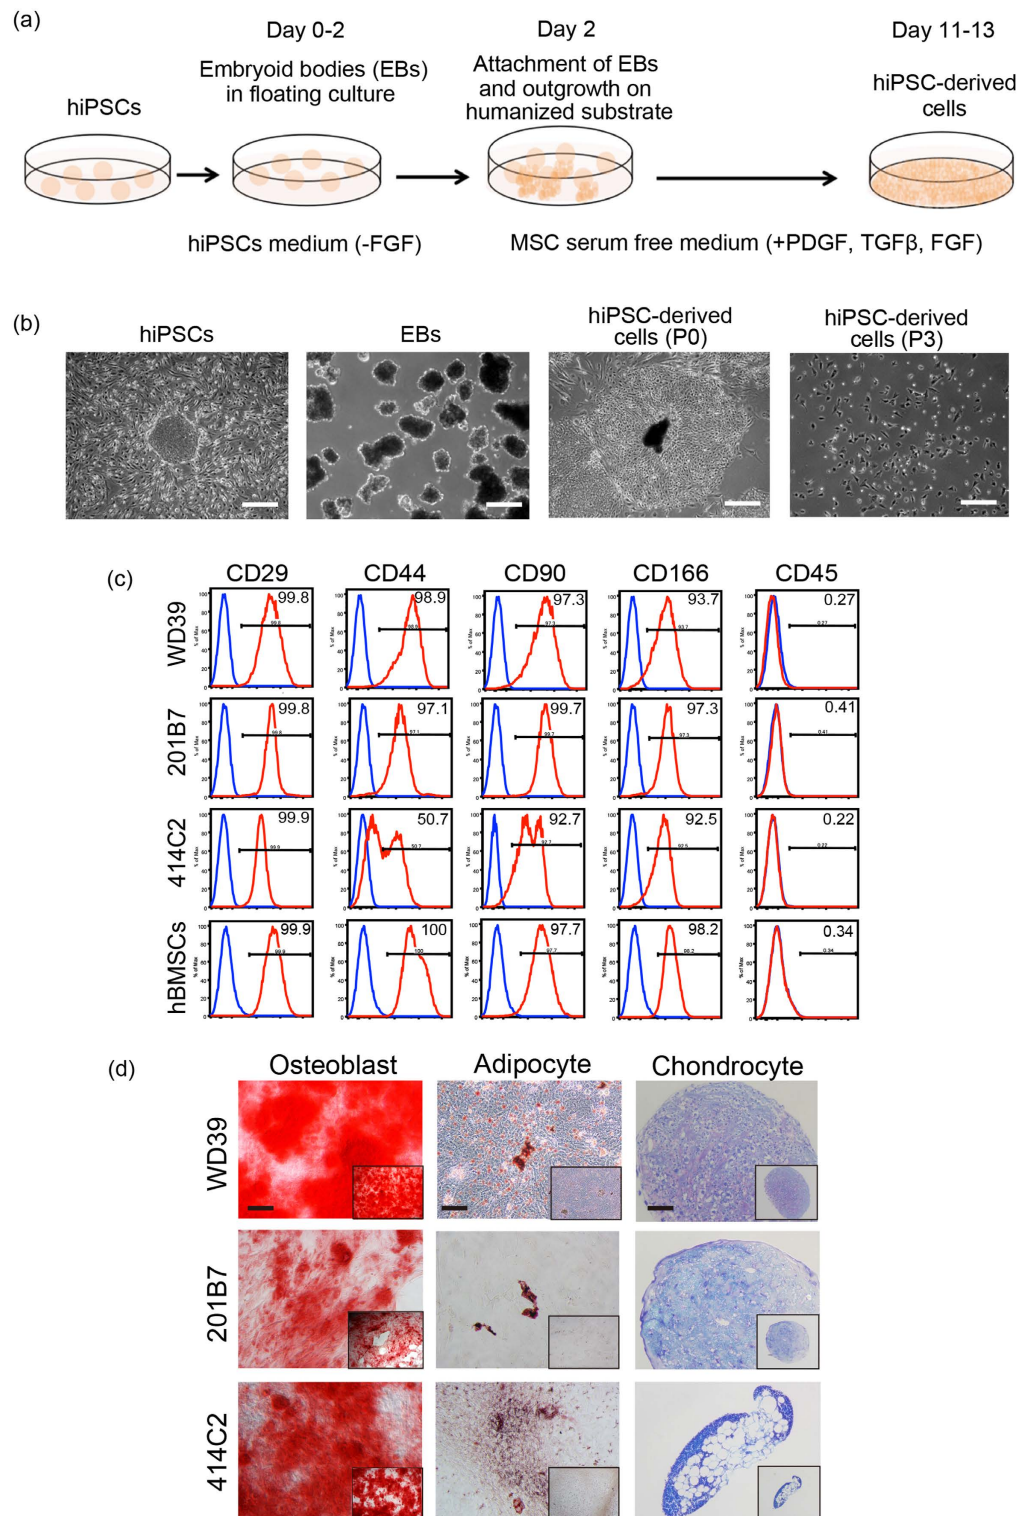 (a)
Day 0-2
Day 2
Day 11-13
hiPSCs
Embryoid bodies (EBs)
in floating culture
Attachment of EBs
and outgrowth on
humanized substrate
hiPSC-derived
cells
hiPSCs medium (-FGF)
MSC serum free medium (+PDGF, TGFβ, FGF)
(b)
hiPSCs
EBs
hiPSC-derived
cells (P0)
hiPSC-derived
cells (P3)
(c)
CD29 CD44 CD90 CD166 CD45
WD39
99.8 98.9 97.3 93.7 0.27
201B7
99.8 97.1 99.7 97.3 0.41
414C2
99.9 50.7 92.7 92.5 0.22
hBMSCs
99.9 100 97.7 98.2 0.34
(d)
Osteoblast Adipocyte Chondrocyte
WD39
201B7
414C2